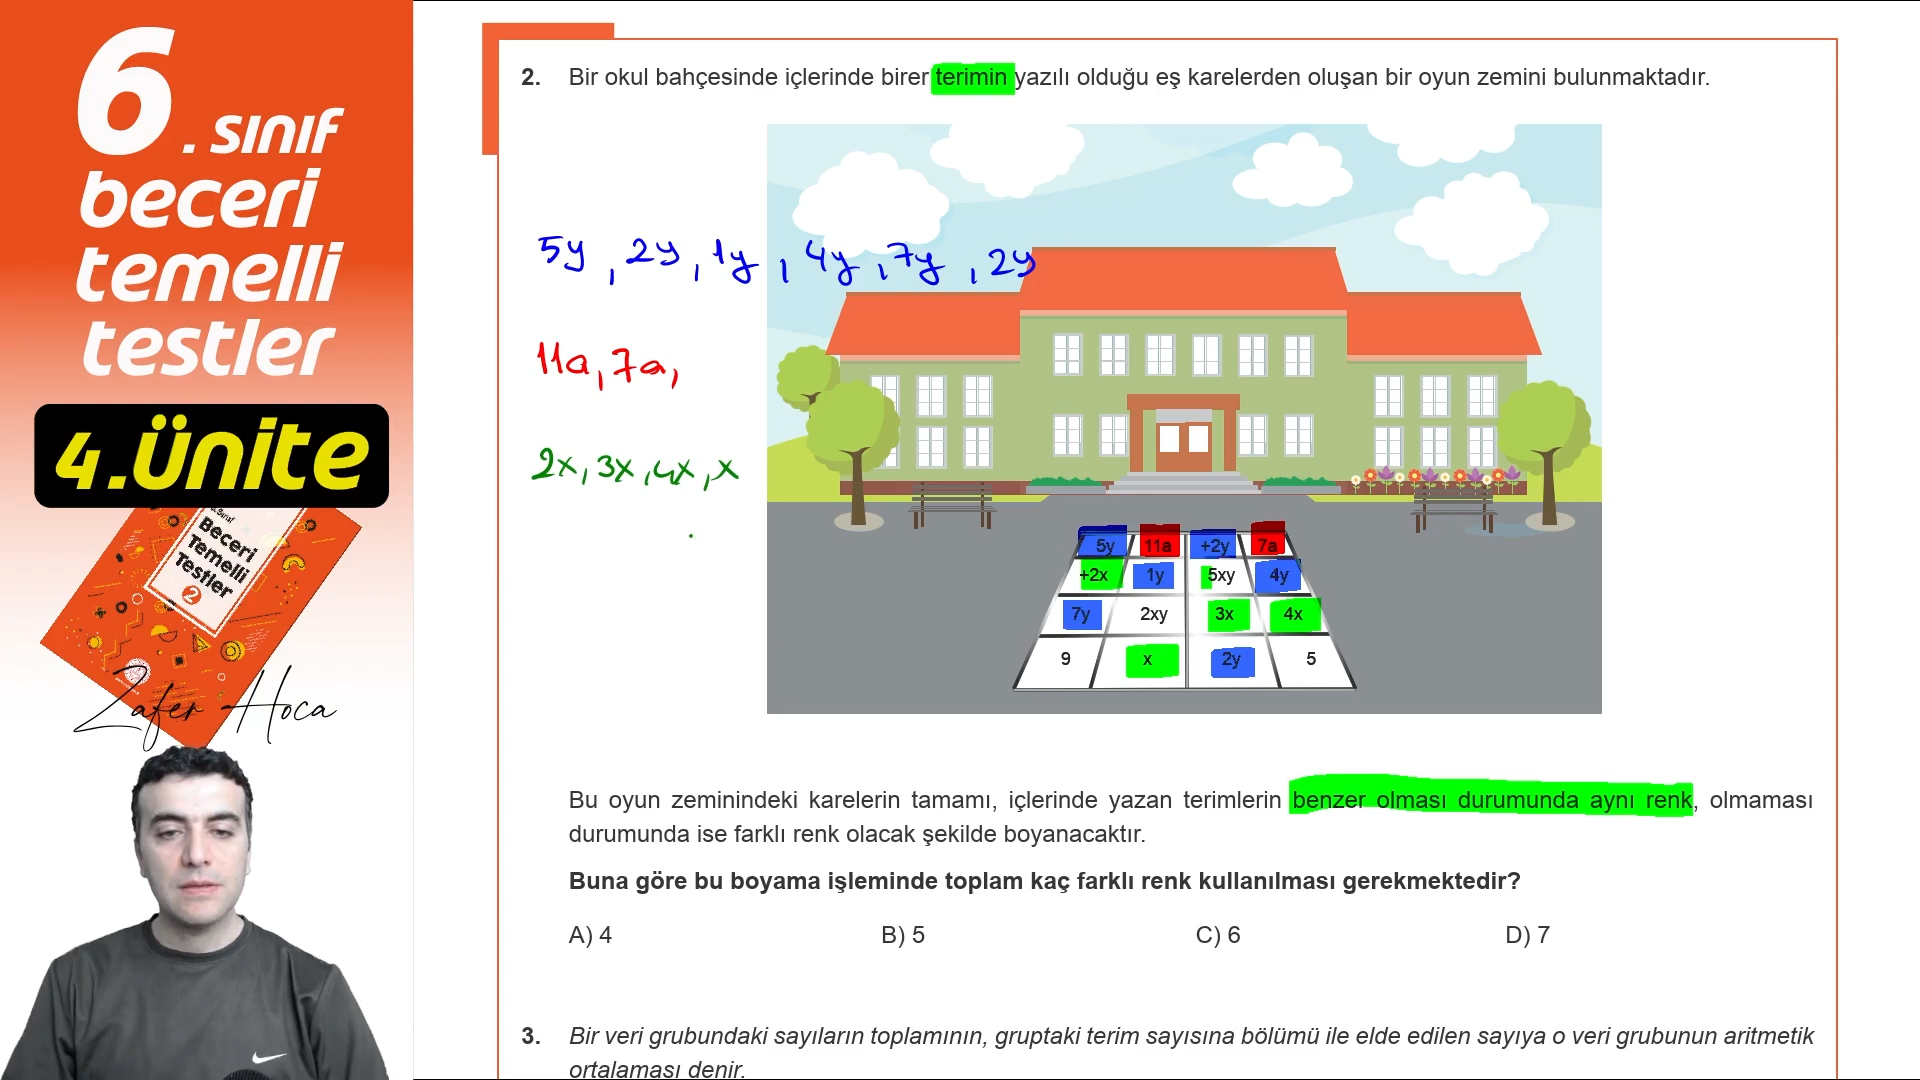 6. sınıf
beceri
temelli
testler
4.ünite
Beceri
Temelli
Testler
2
Zafer Hoca
2. Bir okul bahçesinde içlerinde birer terimin yazılı olduğu eş karelerden oluşan bir oyun zemini bulunmaktadır.
5y , 2y , 1y , 4y , 7y , 2y
11a, 7a,
2x, 3x, 4x, x
5y 11a +2y 7a
+2x 1y 5xy 4y
7y 2xy 3x 4x
9 x 2y 5
Bu oyun zeminindeki karelerin tamamı, içlerinde yazan terimlerin benzer olması durumunda aynı renk, olmaması
durumunda ise farklı renk olacak şekilde boyanacaktır.
Buna göre bu boyama işleminde toplam kaç farklı renk kullanılması gerekmektedir?
A) 4 B) 5 C) 6 D) 7
3. Bir veri grubundaki sayıların toplamının, gruptaki terim sayısına bölümü ile elde edilen sayıya o veri grubunun aritmetik
ortalaması denir.